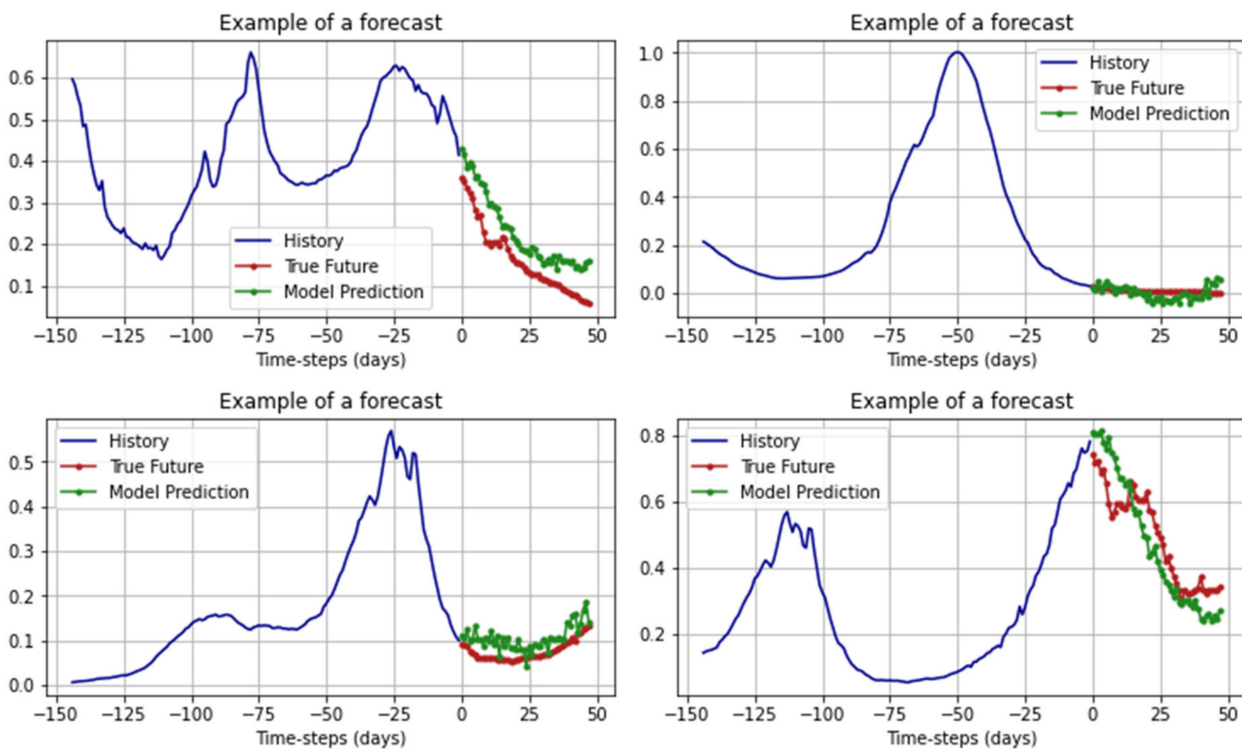 Example of a forecast
0.6
0.5
0.4
0.3
0.2
0.1
History
True Future
Model Prediction
−150 −125 −100 −75 −50 −25 0 25 50
Time-steps (days)
Example of a forecast
1.0
0.8
0.6
0.4
0.2
0.0
History
True Future
Model Prediction
−150 −125 −100 −75 −50 −25 0 25 50
Time-steps (days)
Example of a forecast
0.5
0.4
0.3
0.2
0.1
0.0
History
True Future
Model Prediction
−150 −125 −100 −75 −50 −25 0 25 50
Time-steps (days)
Example of a forecast
0.8
0.6
0.4
0.2
History
True Future
Model Prediction
−150 −125 −100 −75 −50 −25 0 25 50
Time-steps (days)